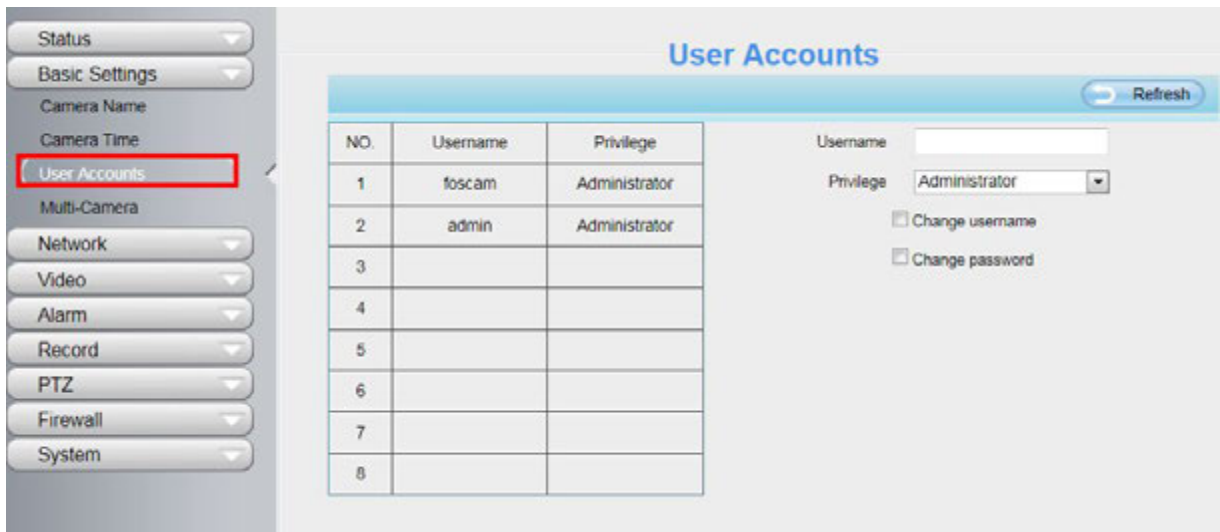 Status
Basic Settings
Camera Name
Camera Time
User Accounts
Multi-Camera
Network
Video
Alarm
Record
PTZ
Firewall
System
User Accounts
Refresh
NO. Username Privilege
1 foscam Administrator
2 admin Administrator
3
4
5
6
7
8
Username
Privilege Administrator
Change username
Change password